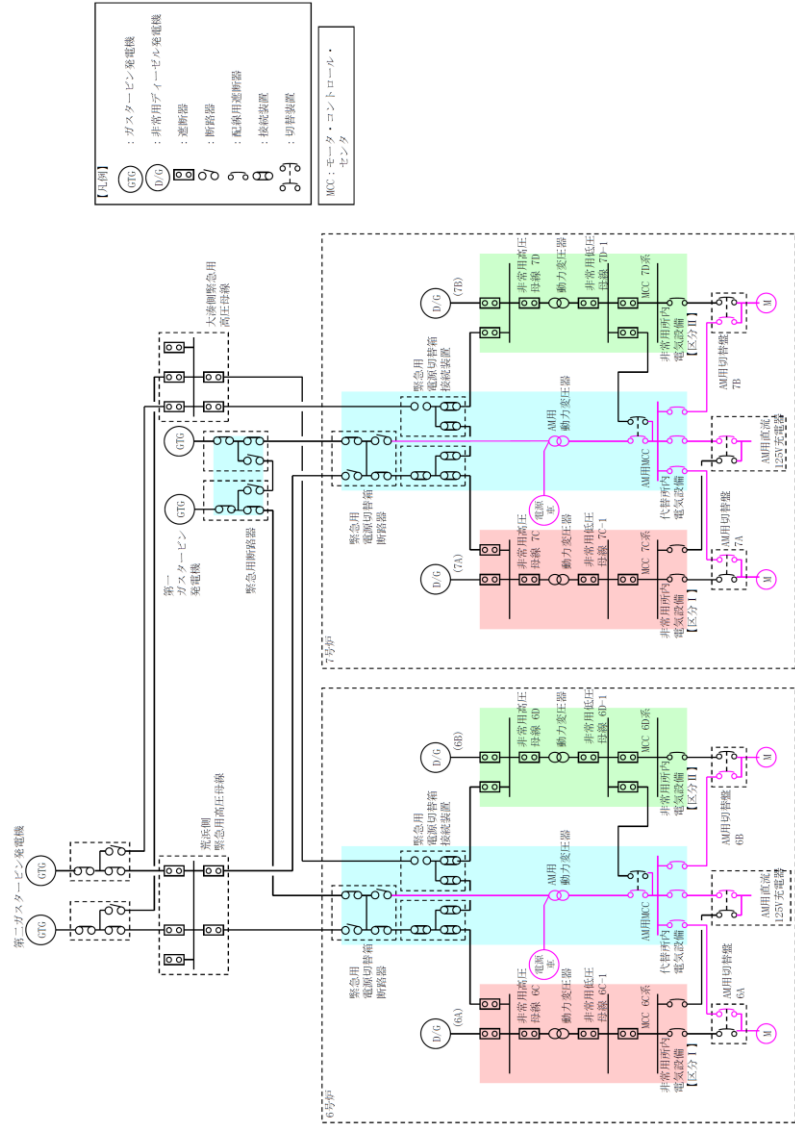 【凡例】
GTG
：ガスタービン発電機
D/G
：非常用ディーゼル発電機
：遮断器
：断路器
：配線用遮断器
：接続装置
：切替装置
MCC：モータ・コントロール・
センタ
第二ガスタービン発電機
GTG
GTG
荒浜側
緊急用高圧母線
第一
ガスタービン
発電機
GTG
GTG
緊急用断路器
大湊側緊急用
高圧母線
6号炉
緊急用
電源切替箱
断路器
緊急用
電源切替箱
接続装置
D/G
(6A)
非常用高圧
母線 6C
動力変圧器
非常用低圧
母線 6C-1
MCC 6C系
非常用所内
電気設備
【区分Ⅰ】
電源
車
AM用
動力変圧器
AM用MCC
代替所内
電気設備
D/G
(6B)
非常用高圧
母線 6D
動力変圧器
非常用低圧
母線 6D-1
MCC 6D系
非常用所内
電気設備
【区分Ⅱ】
AM用切替盤
6A
M
AM用直流
125V充電器
AM用切替盤
6B
M
7号炉
緊急用
電源切替箱
断路器
緊急用
電源切替箱
接続装置
D/G
(7A)
非常用高圧
母線 7C
動力変圧器
非常用低圧
母線 7C-1
MCC 7C系
非常用所内
電気設備
【区分Ⅰ】
電源
車
AM用
動力変圧器
AM用MCC
代替所内
電気設備
D/G
(7B)
非常用高圧
母線 7D
動力変圧器
非常用低圧
母線 7D-1
MCC 7D系
非常用所内
電気設備
【区分Ⅱ】
AM用切替盤
7A
M
AM用直流
125V充電器
AM用切替盤
7B
M